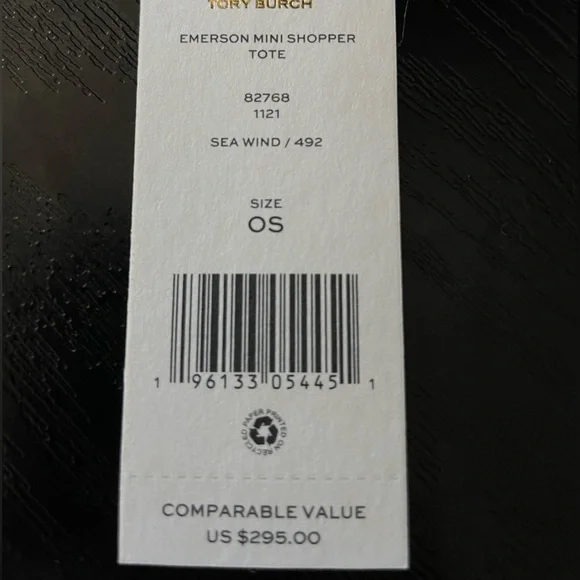 TORY BURCH
EMERSON MINI SHOPPER
TOTE
82768
1121
SEA WIND / 492
SIZE
OS
1 96133 05445 1
PAPER PRINTED ON RECYCLED
COMPARABLE VALUE
US $295.00